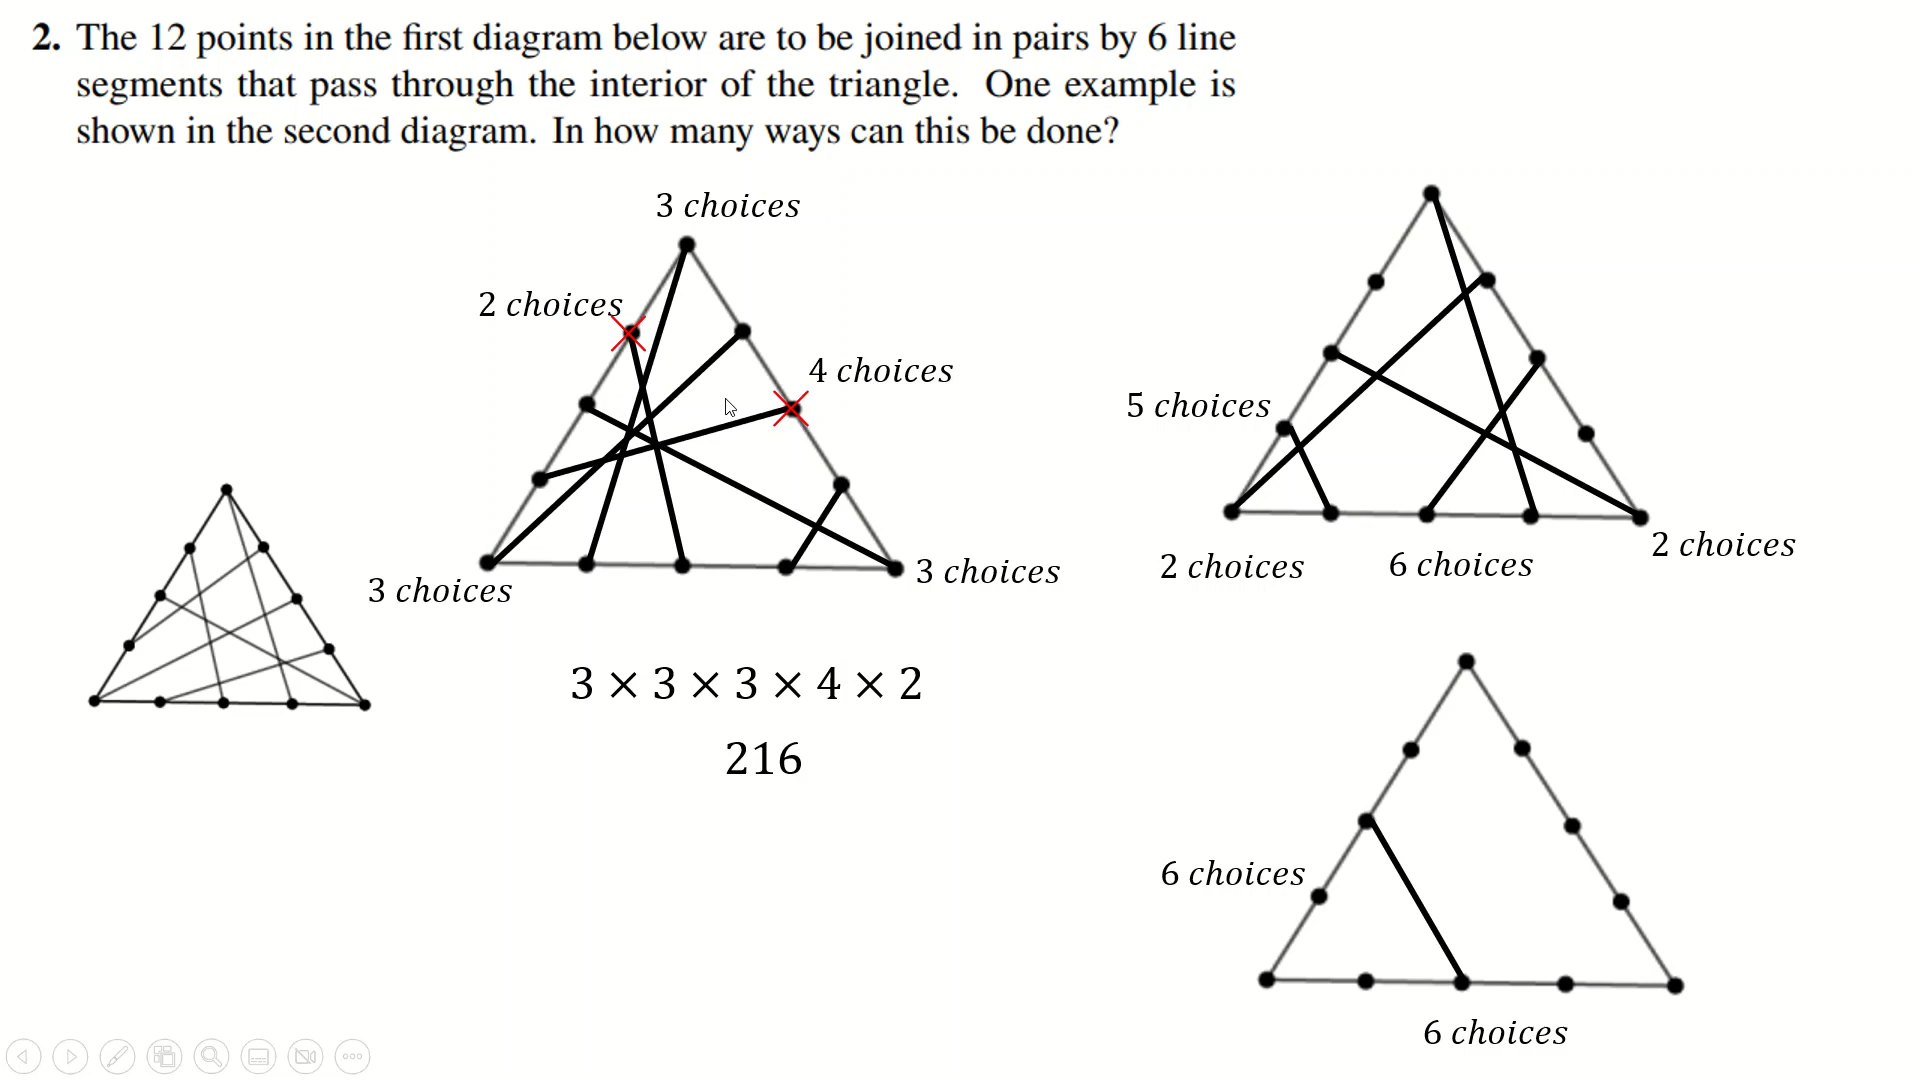 2. The 12 points in the first diagram below are to be joined in pairs by 6 line
segments that pass through the interior of the triangle. One example is
shown in the second diagram. In how many ways can this be done?
3 choices
2 choices
4 choices
3 choices
3 choices
3 × 3 × 3 × 4 × 2
216
5 choices
2 choices
6 choices
2 choices
6 choices
6 choices